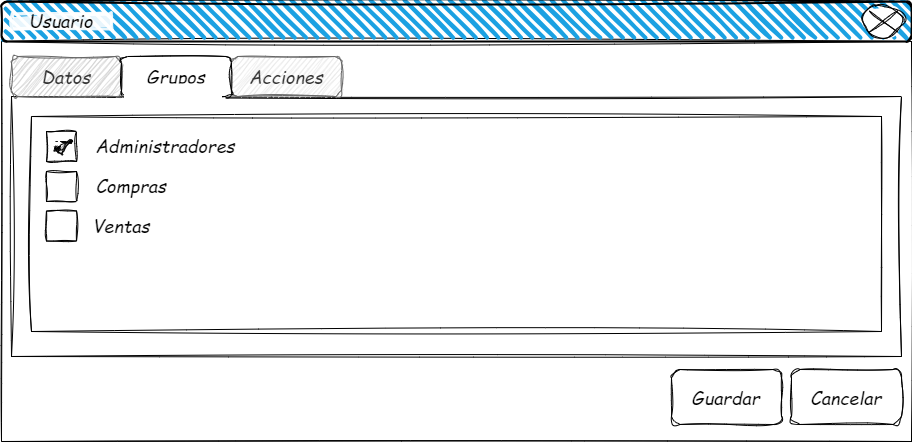 Usuario
Datos
Grupos
Acciones
Administradores
Compras
Ventas
Guardar
Cancelar